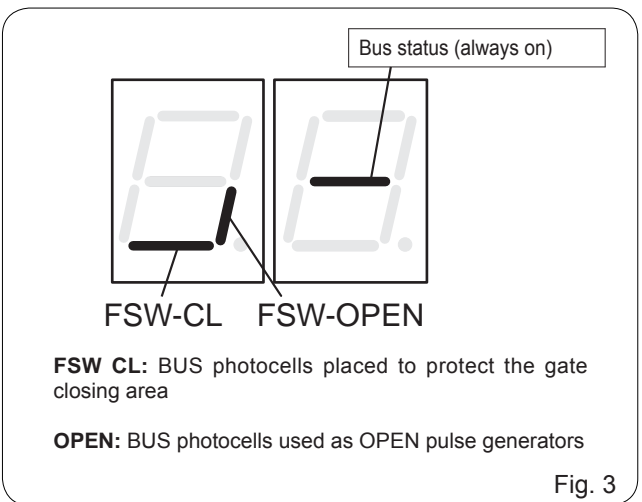 Bus status (always on)
FSW-CL FSW-OPEN
FSW CL: BUS photocells placed to protect the gate
closing area
OPEN: BUS photocells used as OPEN pulse generators
Fig. 3